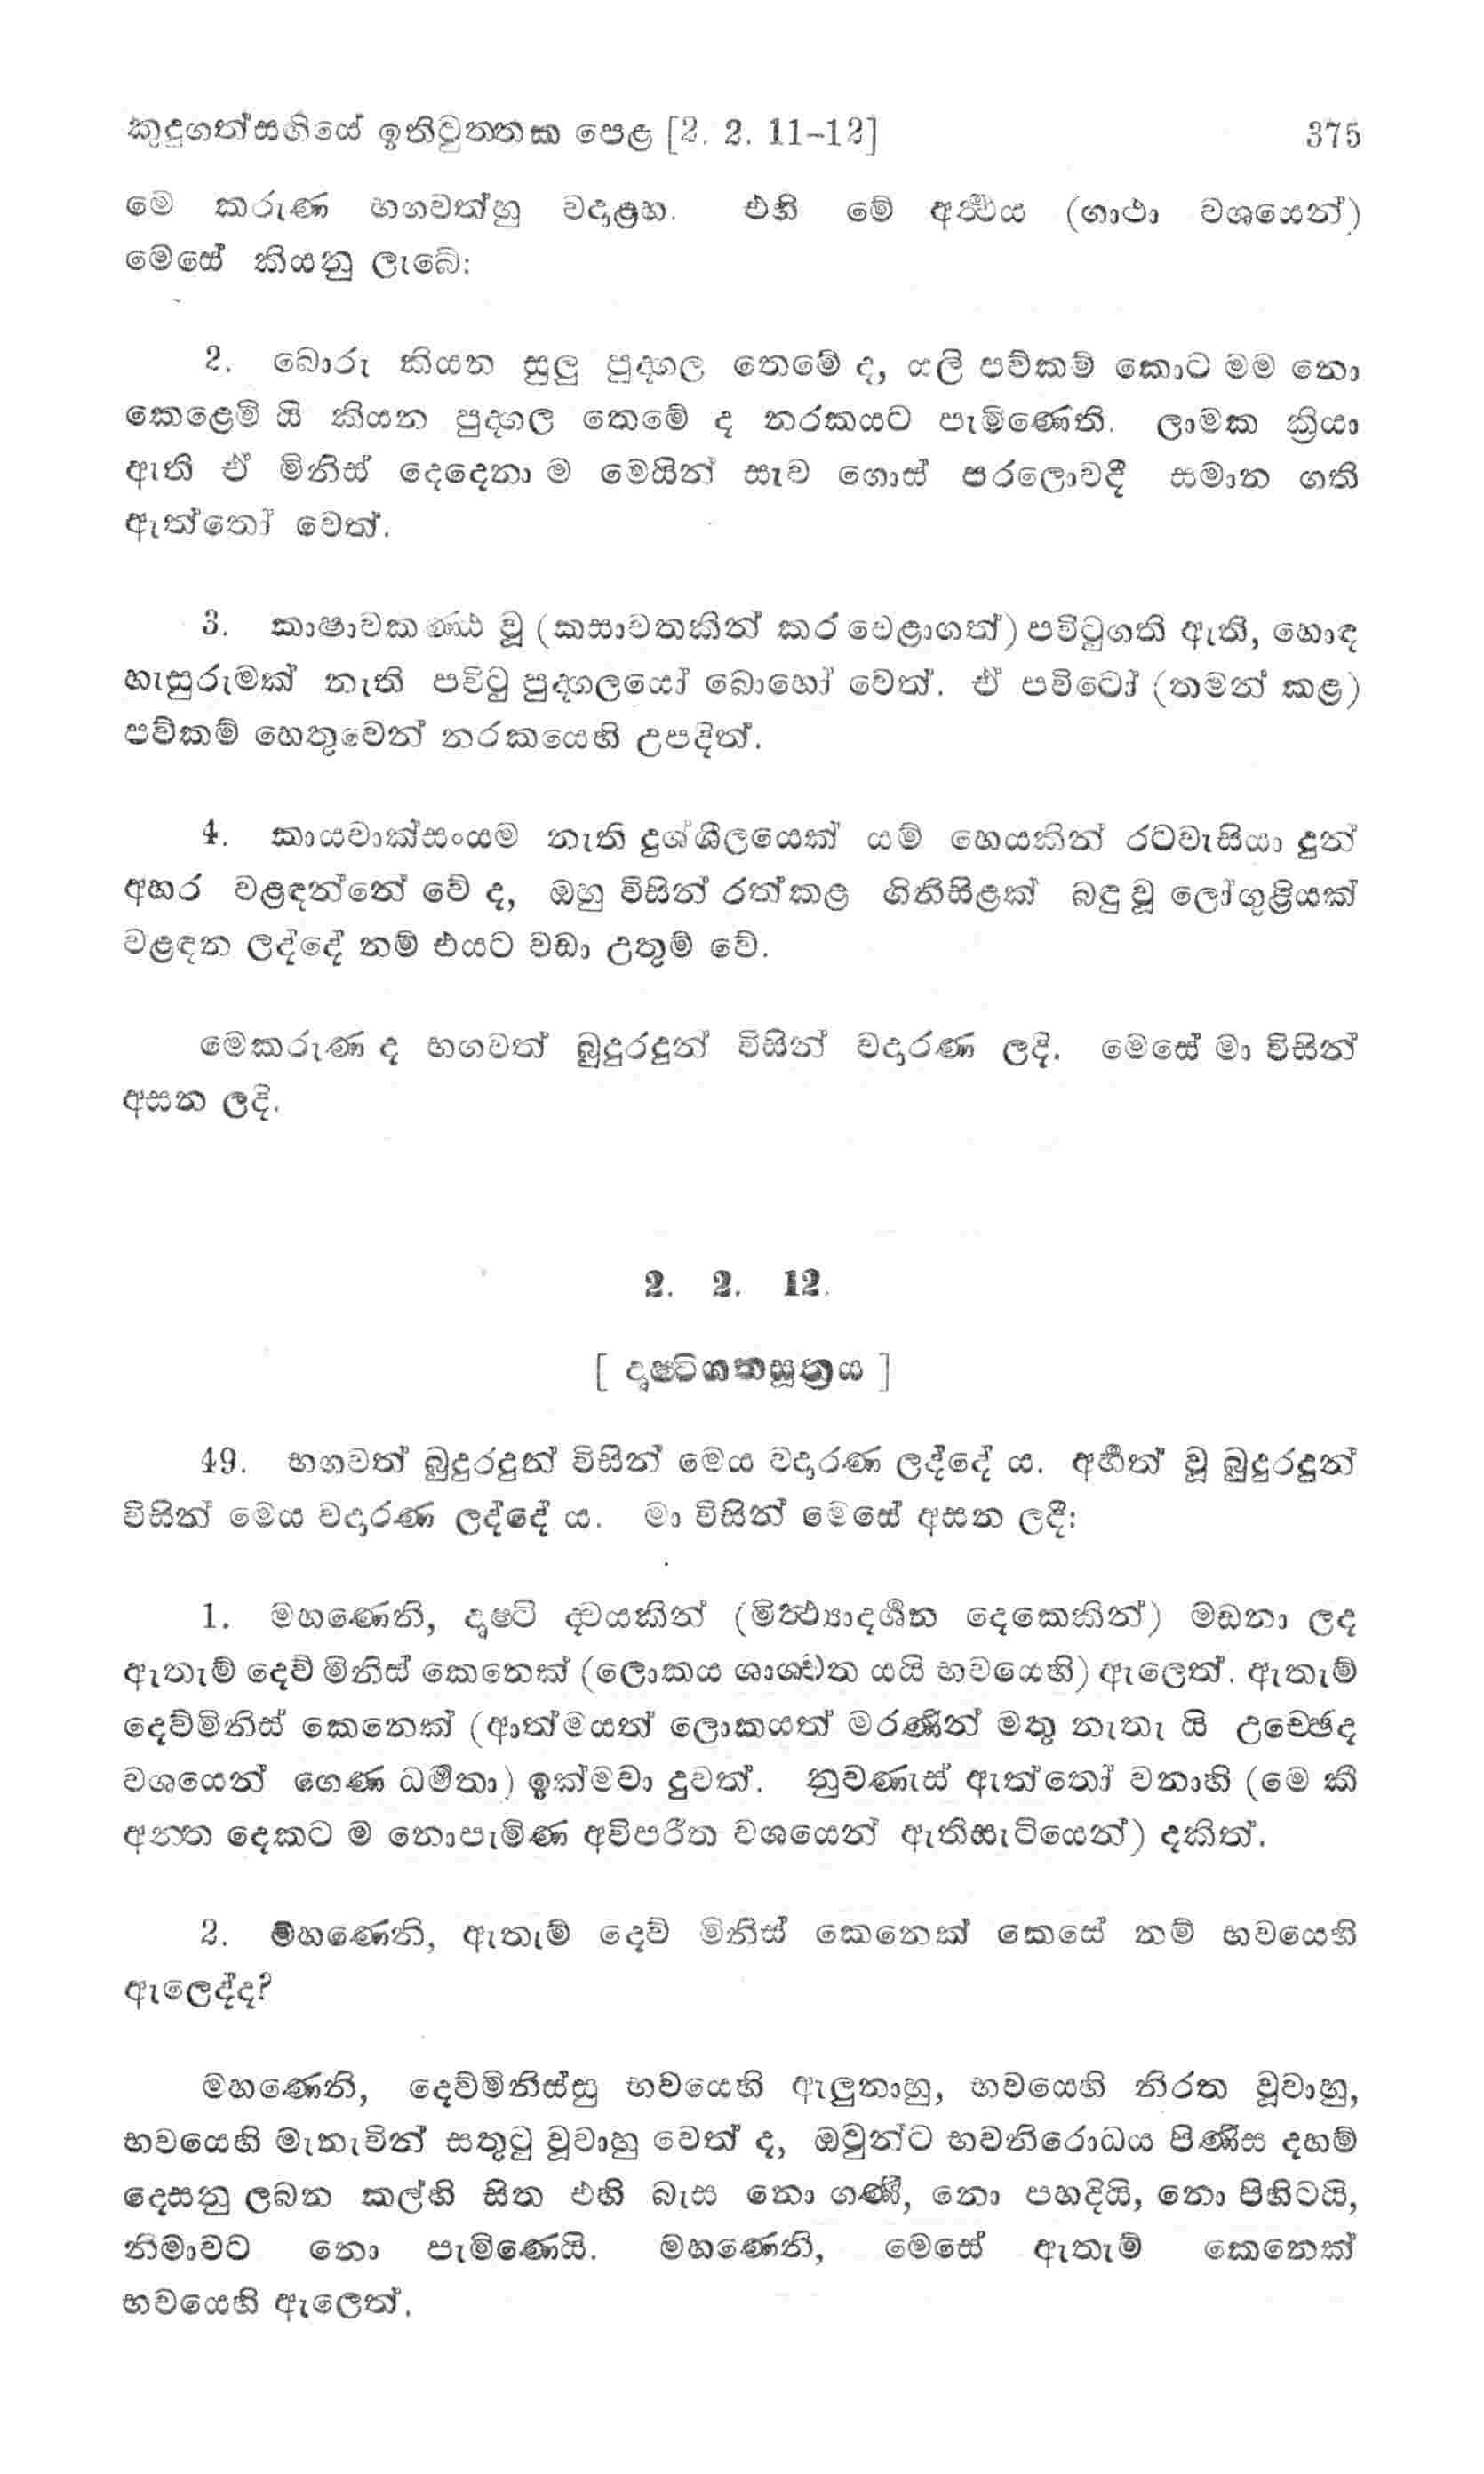 කුදුගත්සඟියේ ඉතිවුත්තක පෙළ [2. 2. 11-12] 375
මෙ කරුණ භගවත්හු වදාළහ. එහි මේ අර්‍ථය (ගාථා වශයෙන්)
මෙසේ කියනු ලැබේ:
2. බොරු කියන සුලු පුද්ගල තෙමේ ද, යලි පව්කම් කොට මම නො
කෙළෙමි යි කියන පුද්ගල තෙමේ ද නරකයට පැමිණෙති. ලාමක ක්‍රියා
ඇති ඒ මිනිස් දෙදෙනා ම මෙයින් සැව ගොස් පරලොවදී සමාන ගති
ඇත්තෝ වෙත්.
3. කාෂාවකණ්ඨ වූ (කසාවතකින් කර වෙළාගත්) පවිටුගති ඇති, හොඳ
හැසුරුමක් නැති පවිටු පුද්ගලයෝ බොහෝ වෙත්. ඒ පවිටෝ (තමන් කළ)
පව්කම් හෙතුවෙන් නරකයෙහි උපදිත්.
4. කායවාක්සංයම නැති දුශ්ශීලයෙක් යම් හෙයකින් රටවැසියා දුන්
අහර වළඳන්නේ වේ ද, ඔහු විසින් රත්කළ ගිනිසිළක් බඳු වූ ලෝගුළියක්
වළඳන ලද්දේ නම් එයට වඩා උතුම් වේ.
මෙකරුණ ද භගවත් බුදුරදුන් විසින් වදාරණ ලදි. මෙසේ මා විසින්
අසන ලදි.
2. 2. 12.
[ දෘෂ්ටිගතසූත්‍රය ]
49. භගවත් බුදුරදුන් විසින් මෙය වදාරණ ලද්දේ ය. අර්‍හත් වූ බුදුරදුන්
විසින් මෙය වදාරණ ලද්දේ ය. මා විසින් මෙසේ අසන ලදී:
1. මහණෙනි, දෘෂ්ටි ද්වයකින් (මිත්‍ථ්‍යාදර්‍ශන දෙකෙකින්) මඩනා ලද
ඇතැම් දෙව් මිනිස් කෙනෙක් (ලොකය ශාශ්වත යයි භවයෙහි) ඇලෙත්. ඇතැම්
දෙව්මිනිස් කෙනෙක් (ආත්මයත් ලොකයත් මරණින් මතු නැතැ යි උච්ඡේද
වශයෙන් ගෙණ ධර්‍මතා) ඉක්මවා දුවත්. නුවණැස් ඇත්තෝ වනාහි (මෙ කී
අන්ත දෙකට ම නොපැමිණ අවිපරීත වශයෙන් ඇතිසැටියෙන්) දකිත්.
2. මහණෙනි, ඇතැම් දෙව් මිනිස් කෙනෙක් කෙසේ නම් භවයෙහි
ඇලෙද්ද?
මහණෙනි, දෙව්මිනිස්සු භවයෙහි ඇලුනාහු, භවයෙහි නිරත වූවාහු,
භවයෙහි මැනැවින් සතුටු වූවාහු වෙත් ද, ඔවුන්ට භවනිරොධය පිණිස දහම්
දෙසනු ලබන කල්හි සිත එහි බැස නො ගණී, නො පහදියි, නො පිහිටයි,
නිමාවට නො පැමිණෙයි. මහණෙනි, මෙසේ ඇතැම් කෙනෙක්
භවයෙහි ඇලෙත්.